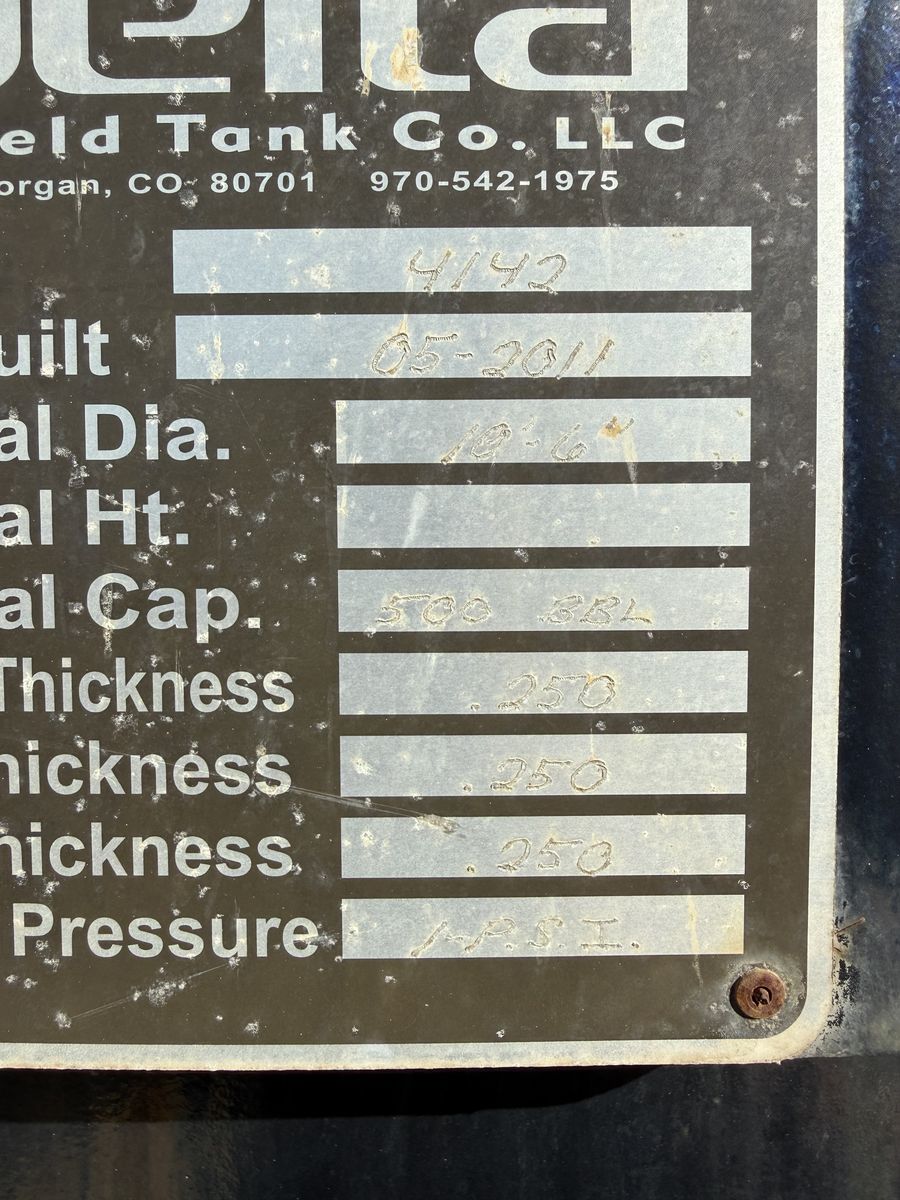 elta
eld Tank Co. LLC
organ, CO 80701 970-542-1975
4142
uilt 05-2011
al Dia. 10'-6"
al Ht.
al Cap. 500 BBL
Thickness .250
hickness .250
hickness .250
Pressure 1-P.S.I.